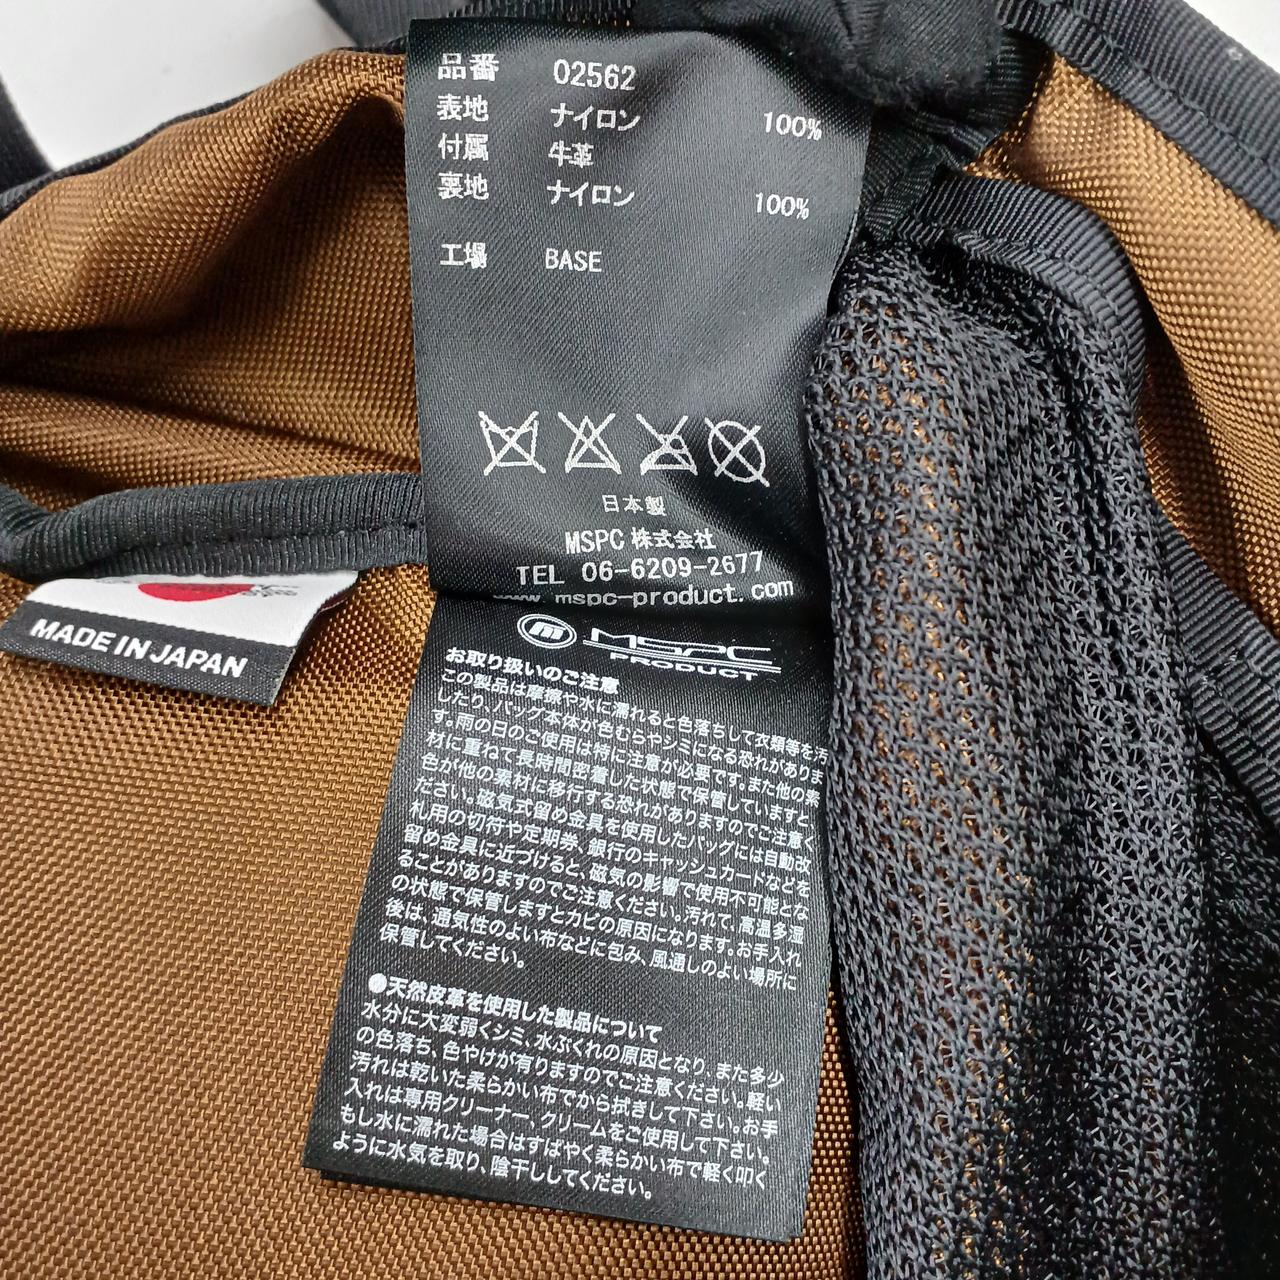 品番 02562
表地 ナイロン 100%
付属 牛革
裏地 ナイロン 100%
工場 BASE
日本製
MSPC 株式会社
TEL 06-6209-2677
www.mspc-product.com
MADE IN JAPAN
m MSPC
PRODUCT
お取り扱いのご注意
この製品は摩擦や水に濡れると色落ちして衣類等を汚
したり、バッグ本体が色むらやシミになる恐れがありま
す。雨の日のご使用は特に注意が必要です。また他の素
材に重ねて長時間密着した状態で保管していますと、
色が他の素材に移行する恐れがありますのでご注意く
ださい。磁気式留め金具を使用したバッグには自動改
札用の切符や定期券、銀行のキャッシュカードなどを
留め金具に近づけると、磁気の影響で使用不可能とな
ることがありますのでご注意ください。汚れて、高温多湿
の状態で保管しますとカビの原因になります。お手入れ
後は、通気性のよい布などに包み、風通しのよい場所に
保管してください。
●天然皮革を使用した製品について
水分に大変弱くシミ、水ぶくれの原因となり、また多少
の色落ち、色やけが有りますのでご注意ください。軽い
汚れは乾いた柔らかい布でから拭きして下さい。お手
入れは専用クリーナー、クリームをご使用して下さい。
もし水に濡れた場合はすばやく柔らかい布で軽く叩く
ように水気を取り、陰干ししてください。